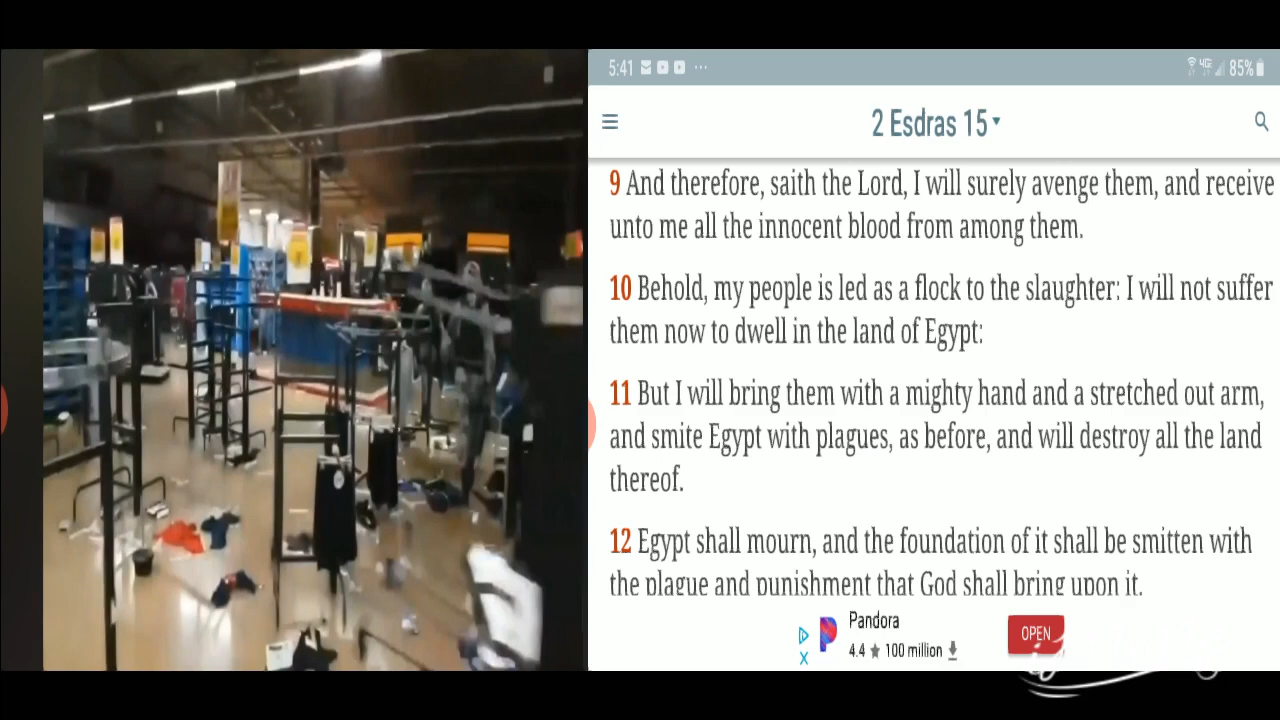 5:41 ... 4G 85%
2 Esdras 15
9 And therefore, saith the Lord, I will surely avenge them, and receive
unto me all the innocent blood from among them.
10 Behold, my people is led as a flock to the slaughter: I will not suffer
them now to dwell in the land of Egypt:
11 But I will bring them with a mighty hand and a stretched out arm,
and smite Egypt with plagues, as before, and will destroy all the land
thereof.
12 Egypt shall mourn, and the foundation of it shall be smitten with
the plague and punishment that God shall bring upon it.
Pandora
4.4 ★ 100 million
OPEN